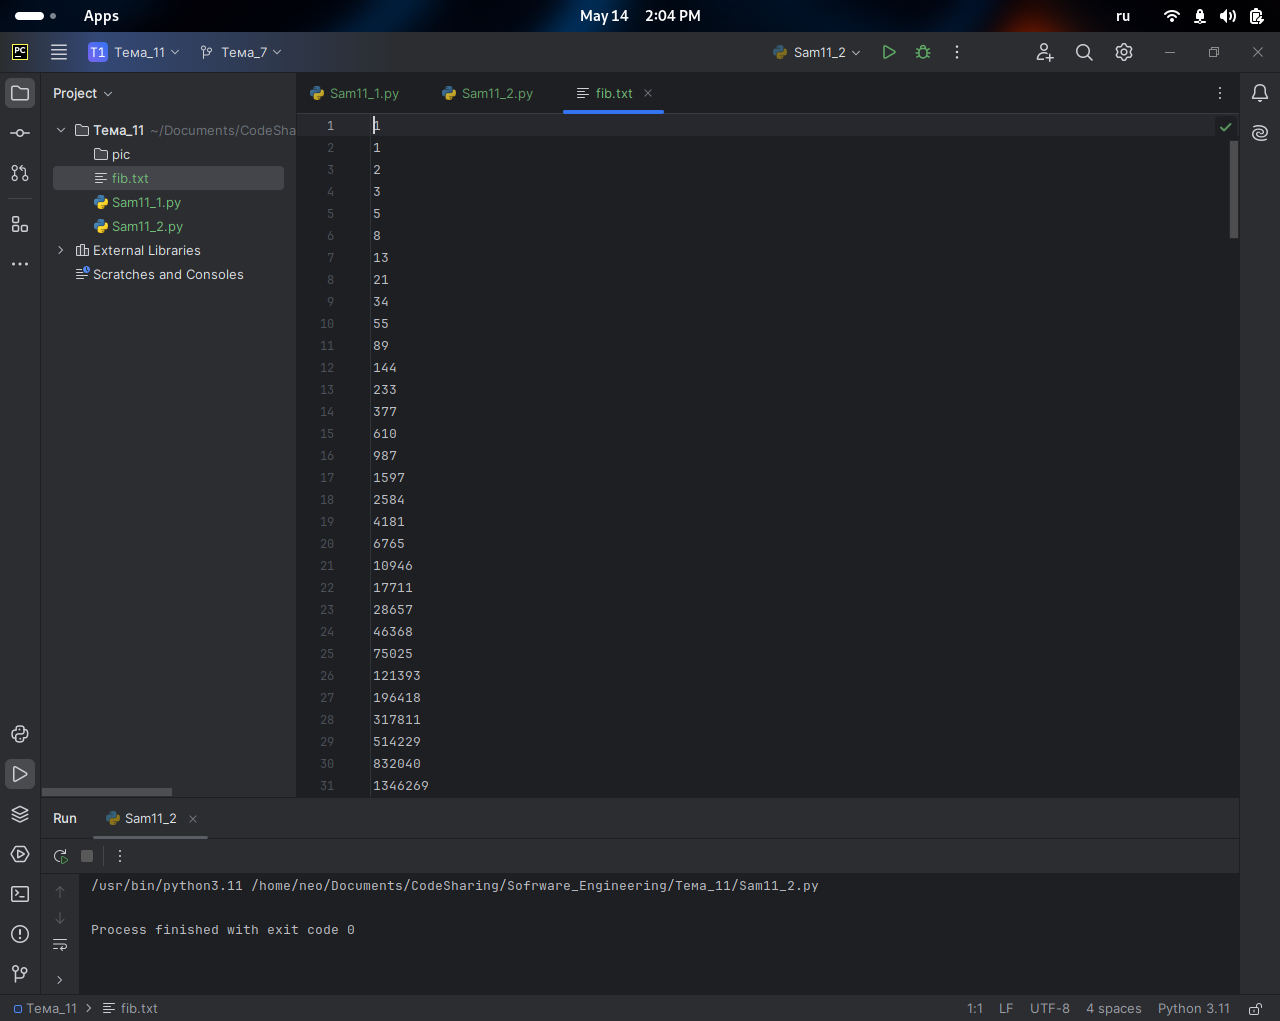 Apps
May 14 2:04 PM
ru
PC
T1 Тема_11
Тема_7
Sam11_2
Project
Sam11_1.py
Sam11_2.py
fib.txt
Тема_11 ~/Documents/CodeSha
pic
fib.txt
Sam11_1.py
Sam11_2.py
External Libraries
Scratches and Consoles
1 1
2 1
3 2
4 3
5 5
6 8
7 13
8 21
9 34
10 55
11 89
12 144
13 233
14 377
15 610
16 987
17 1597
18 2584
19 4181
20 6765
21 10946
22 17711
23 28657
24 46368
25 75025
26 121393
27 196418
28 317811
29 514229
30 832040
31 1346269
Run
Sam11_2
/usr/bin/python3.11 /home/neo/Documents/CodeSharing/Sofrware_Engineering/Тема_11/Sam11_2.py
Process finished with exit code 0
Тема_11 > fib.txt
1:1 LF UTF-8 4 spaces Python 3.11